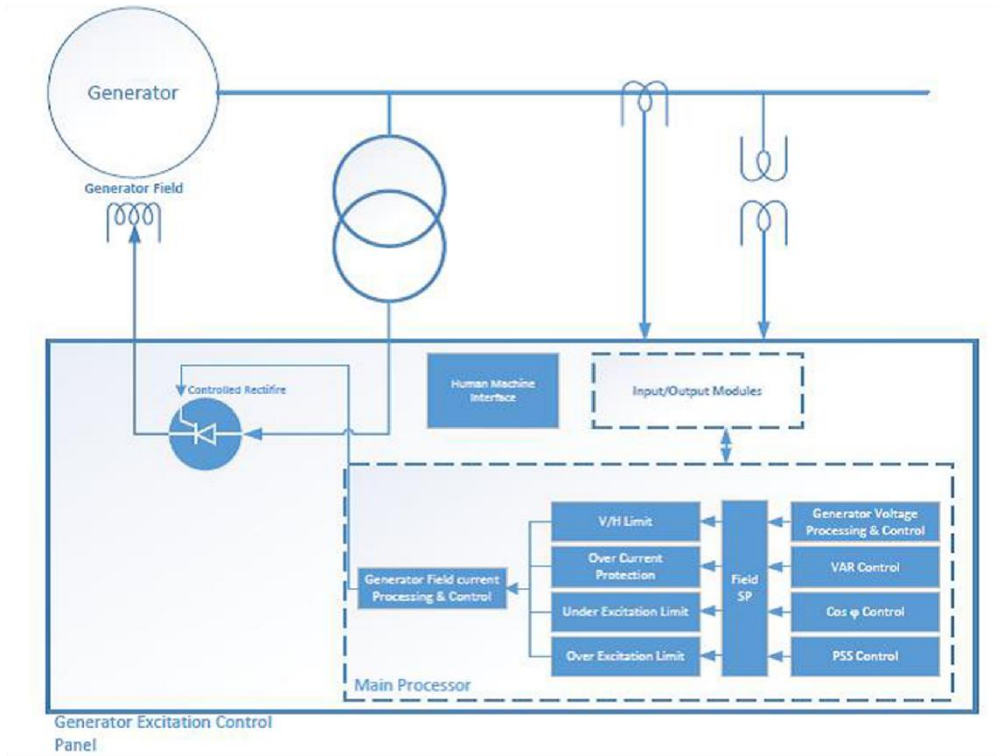 Generator
Generator Field
Controlled Rectifire
Human Machine
Interface
Input/Output Modules
V/H Limit
Generator Voltage
Processing & Control
Over Current
Protection
VAR Control
Generator Field current
Processing & Control
Field
SP
Under Excitation Limit
Cos φ Control
Over Excitation Limit
PSS Control
Main Processor
Generator Excitation Control
Panel